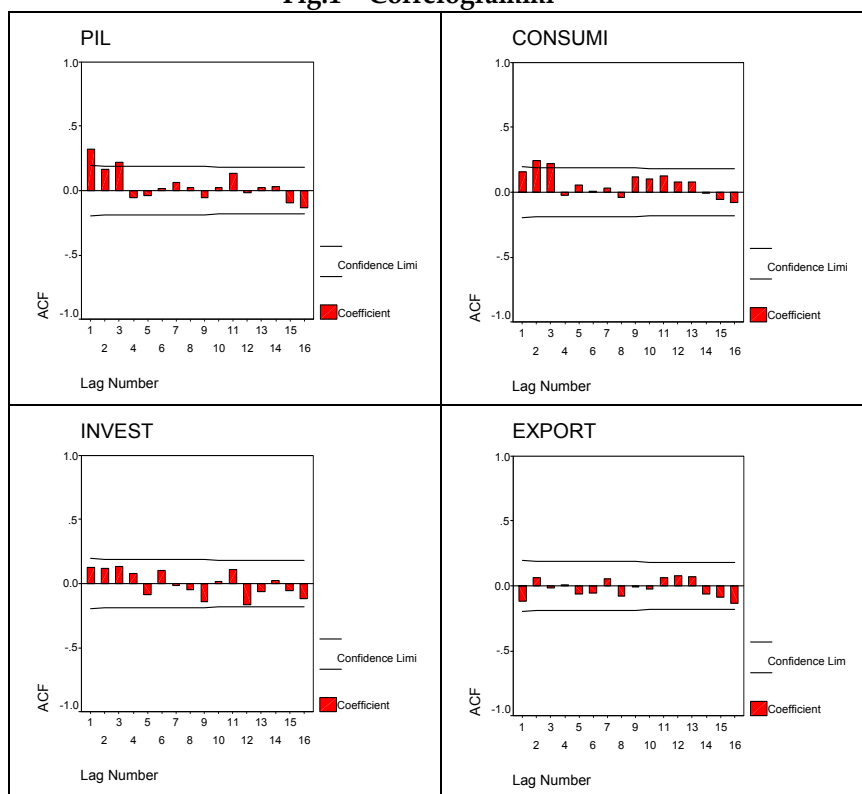 PIL
1.0
.5
0.0
-.5
-1.0
ACF
1 3 5 7 9 11 13 15
2 4 6 8 10 12 14 16
Lag Number
Confidence Limi
Coefficient
CONSUMI
1.0
.5
0.0
-.5
-1.0
ACF
1 3 5 7 9 11 13 15
2 4 6 8 10 12 14 16
Lag Number
Confidence Limi
Coefficient
INVEST
1.0
.5
0.0
-.5
-1.0
ACF
1 3 5 7 9 11 13 15
2 4 6 8 10 12 14 16
Lag Number
Confidence Limi
Coefficient
EXPORT
1.0
.5
0.0
-.5
-1.0
ACF
1 3 5 7 9 11 13 15
2 4 6 8 10 12 14 16
Lag Number
Confidence Lim
Coefficient